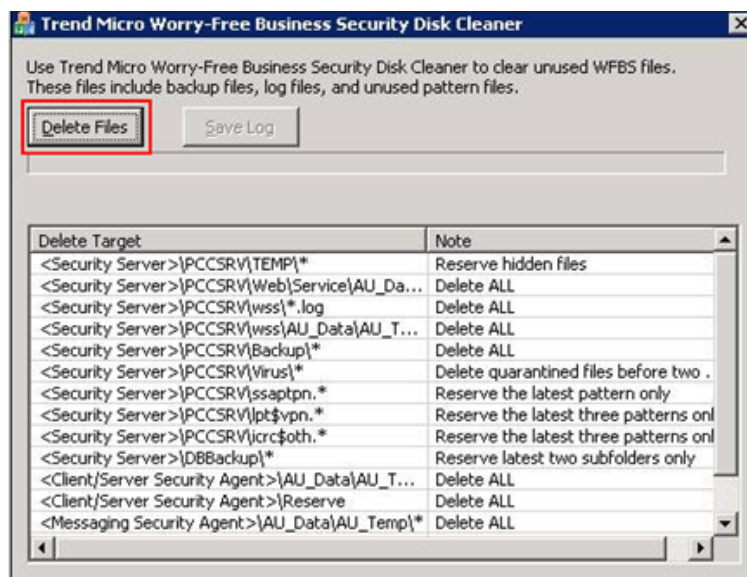 Trend Micro Worry-Free Business Security Disk Cleaner
Use Trend Micro Worry-Free Business Security Disk Cleaner to clear unused WFBS files.
These files include backup files, log files, and unused pattern files.
Delete Files Save Log
Delete Target Note
<Security Server>\PCCSRV\TEMP\* Reserve hidden files
<Security Server>\PCCSRV\Web\Service\AU_Da... Delete ALL
<Security Server>\PCCSRV\wss\*.log Delete ALL
<Security Server>\PCCSRV\wss\AU_Data\AU_T... Delete ALL
<Security Server>\PCCSRV\Backup\* Delete ALL
<Security Server>\PCCSRV\Virus\* Delete quarantined files before two .
<Security Server>\PCCSRV\ssaptpn.* Reserve the latest pattern only
<Security Server>\PCCSRV\lpt$vpn.* Reserve the latest three patterns onl
<Security Server>\PCCSRV\icrc$oth.* Reserve the latest three patterns onl
<Security Server>\DBBackup\* Reserve latest two subfolders only
<Client/Server Security Agent>\AU_Data\AU_T... Delete ALL
<Client/Server Security Agent>\Reserve Delete ALL
<Messaging Security Agent>\AU_Data\AU_Temp\* Delete ALL